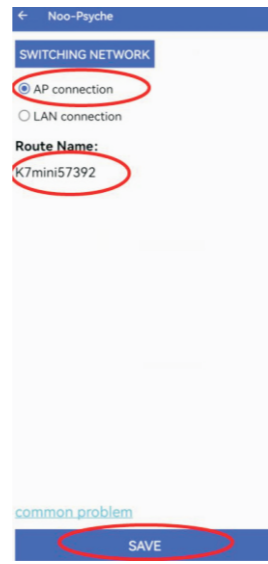 ← Noo-Psyche
SWITCHING NETWORK
AP connection
LAN connection
Route Name:
K7mini57392
common problem
SAVE